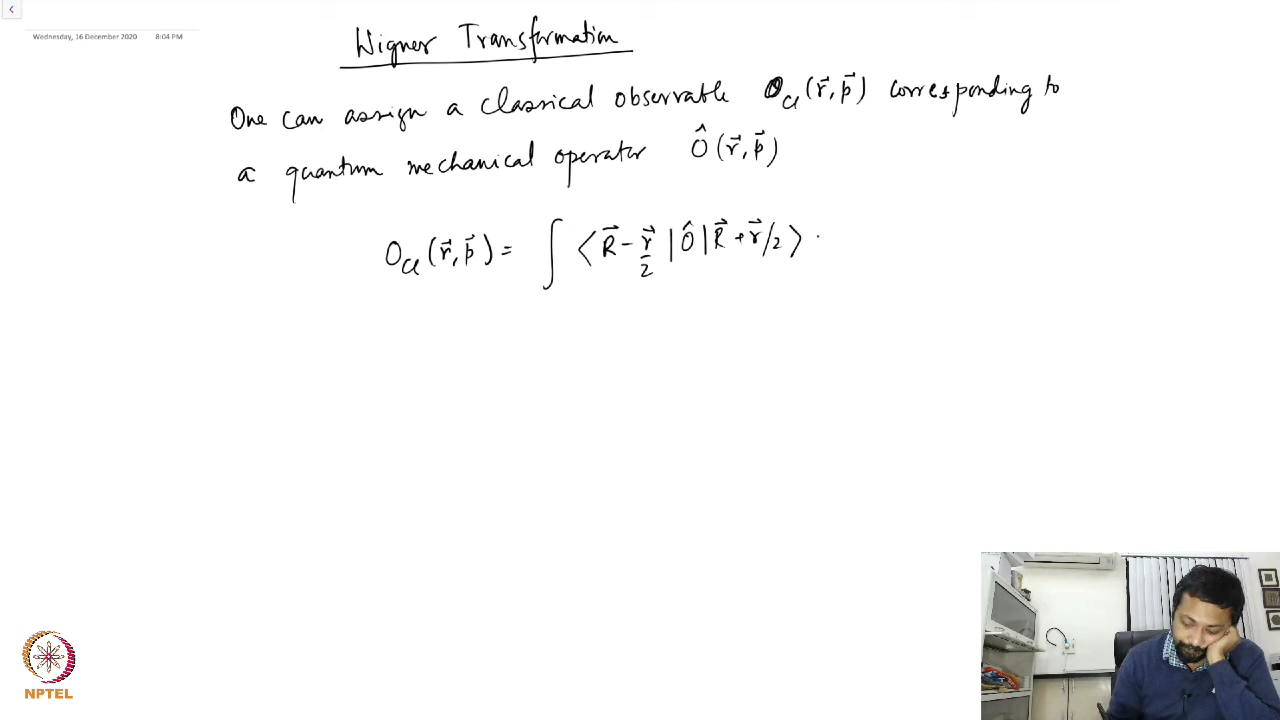 Wednesday, 16 December 2020 8:04 PM
Wigner Transformation
One can assign a classical observable O_cl (r⃗, p⃗) corresponding to
a quantum mechanical operator Ô (r⃗, p⃗)
O_cl (r⃗, p⃗) = ∫ ⟨R⃗ − r⃗/2 | Ô | R⃗ + r⃗/2⟩
NPTEL